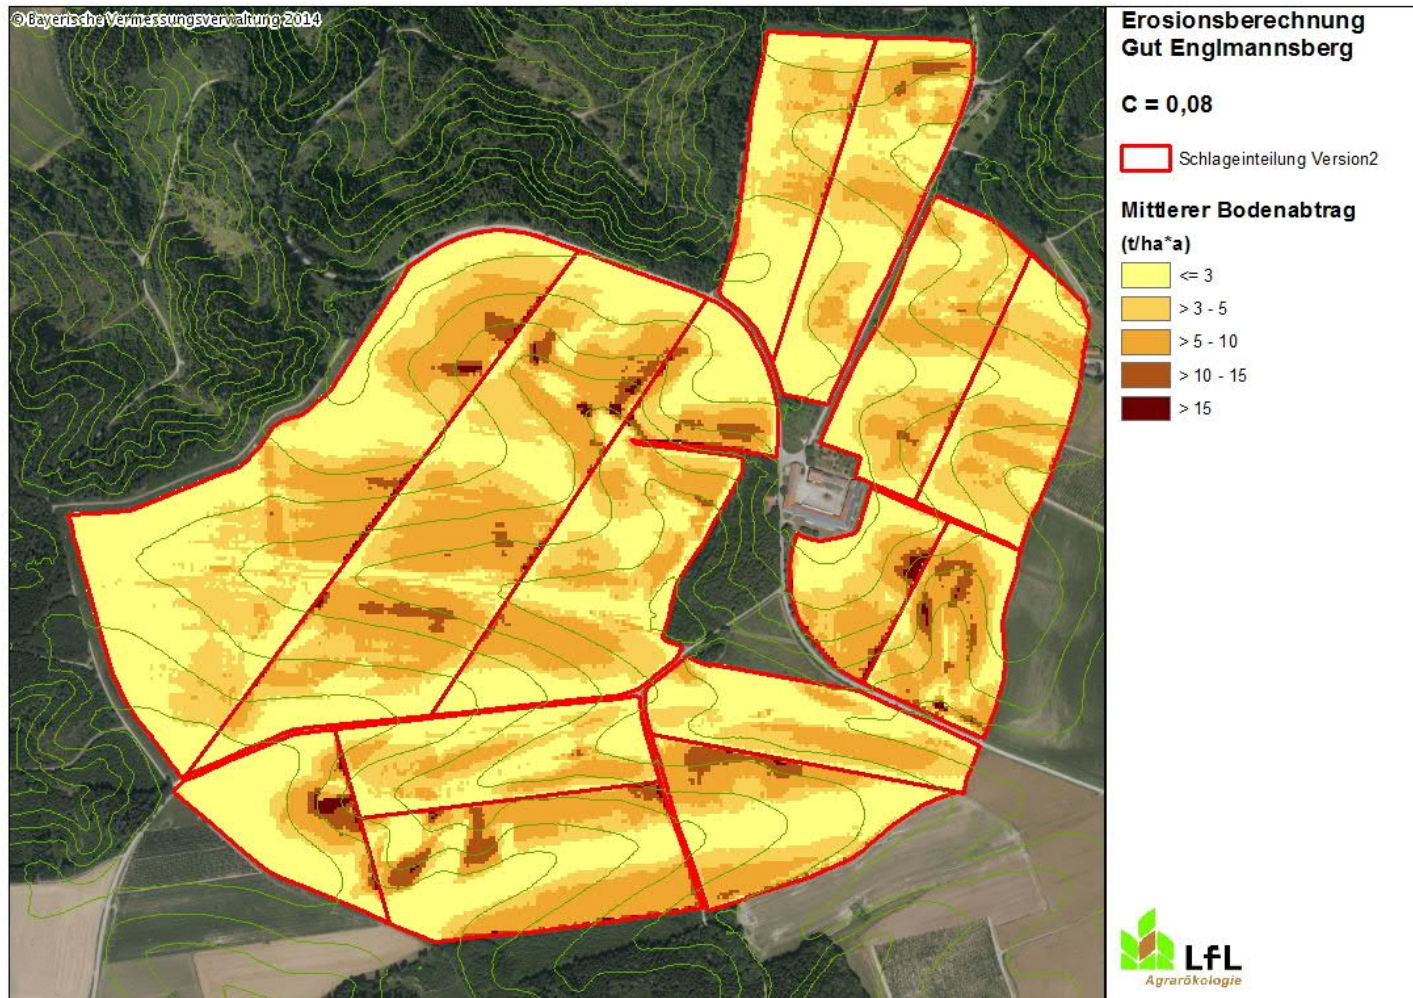 © Bayerische Vermessungsverwaltung 2014
Erosionsberechnung
Gut Englmannsberg
C = 0,08
Schlageinteilung Version2
Mittlerer Bodenabtrag
(t/ha*a)
<= 3
> 3 - 5
> 5 - 10
> 10 - 15
> 15
LfL
Agrarökologie